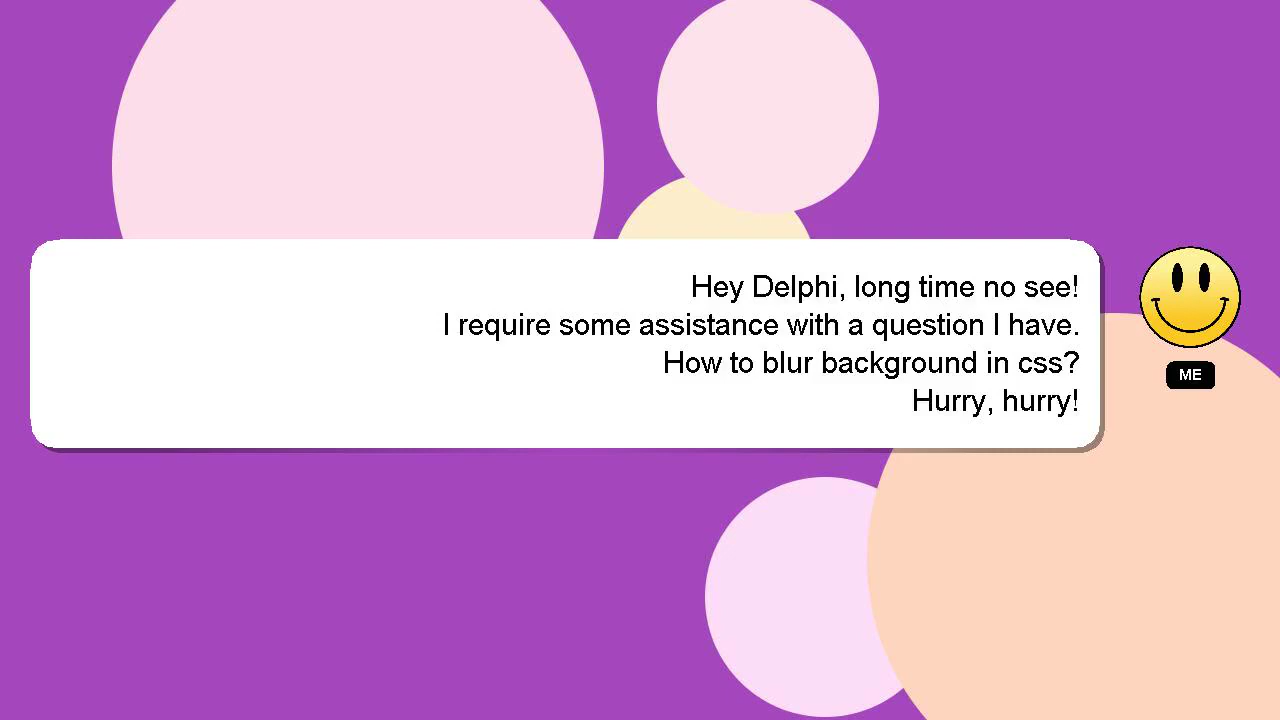 Hey Delphi, long time no see!
I require some assistance with a question I have.
How to blur background in css?
Hurry, hurry!
ME